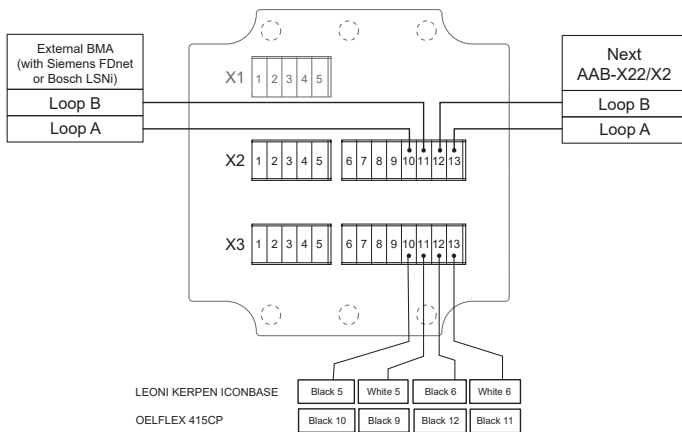 External BMA
(with Siemens FDnet
or Bosch LSNi)
Loop B
Loop A
Next
AAB-X22/X2
Loop B
Loop A
X1 1 2 3 4 5
X2 1 2 3 4 5 6 7 8 9 10 11 12 13
X3 1 2 3 4 5 6 7 8 9 10 11 12 13
LEONI KERPEN ICONBASE Black 5 White 5 Black 6 White 6
OELFLEX 415CP Black 10 Black 9 Black 12 Black 11